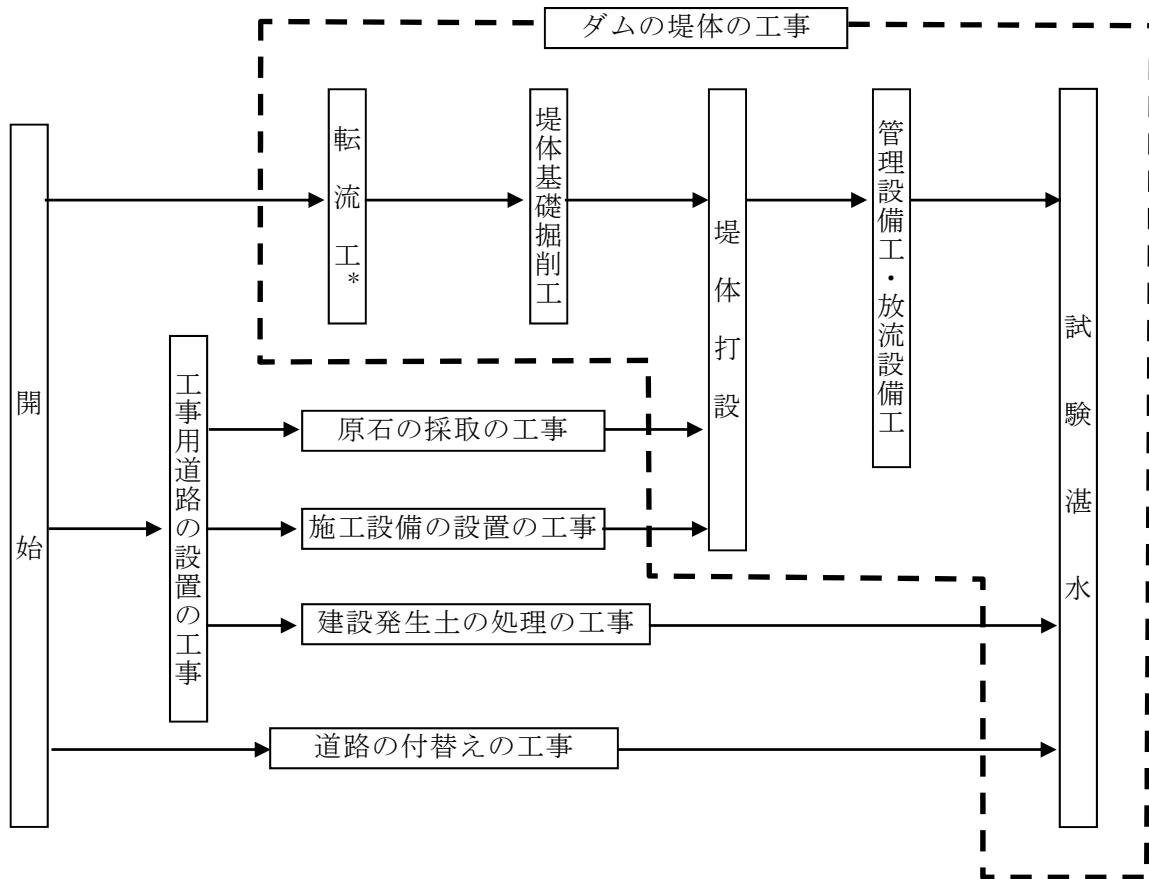 ダムの堤体の工事
開始
転流工*
堤体基礎掘削工
堤体打設
管理設備工・放流設備工
試験湛水
工事用道路の設置の工事
原石の採取の工事
施工設備の設置の工事
建設発生土の処理の工事
道路の付替えの工事